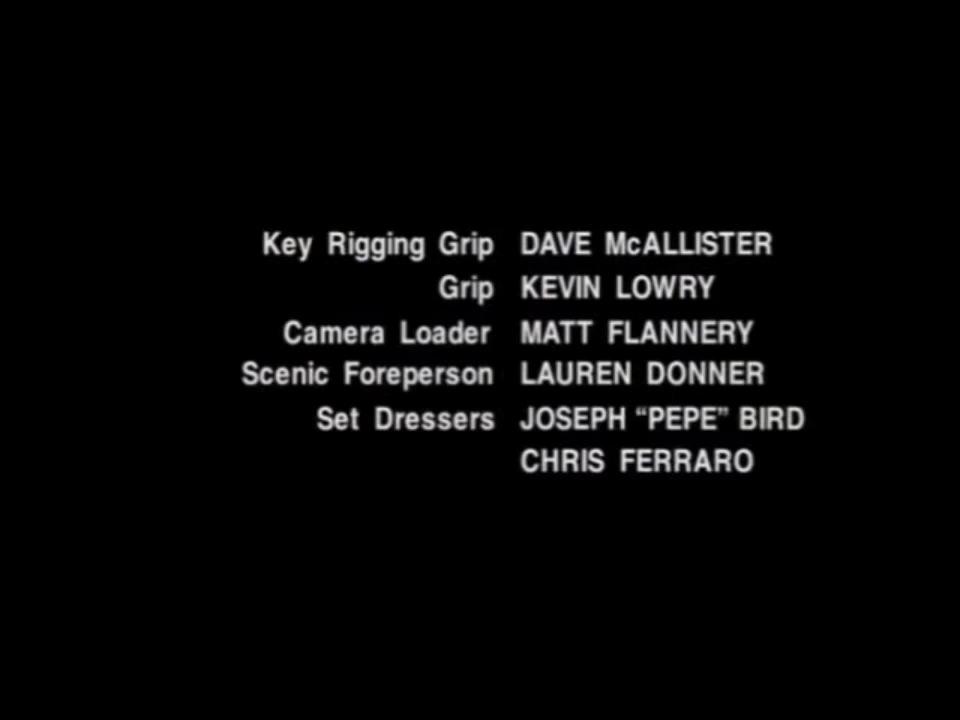 Key Rigging Grip DAVE McALLISTER
Grip KEVIN LOWRY
Camera Loader MATT FLANNERY
Scenic Foreperson LAUREN DONNER
Set Dressers JOSEPH “PEPE” BIRD
CHRIS FERRARO